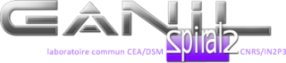 GANIL
spiral2
laboratoire commun CEA/DSM CNRS/IN2P3